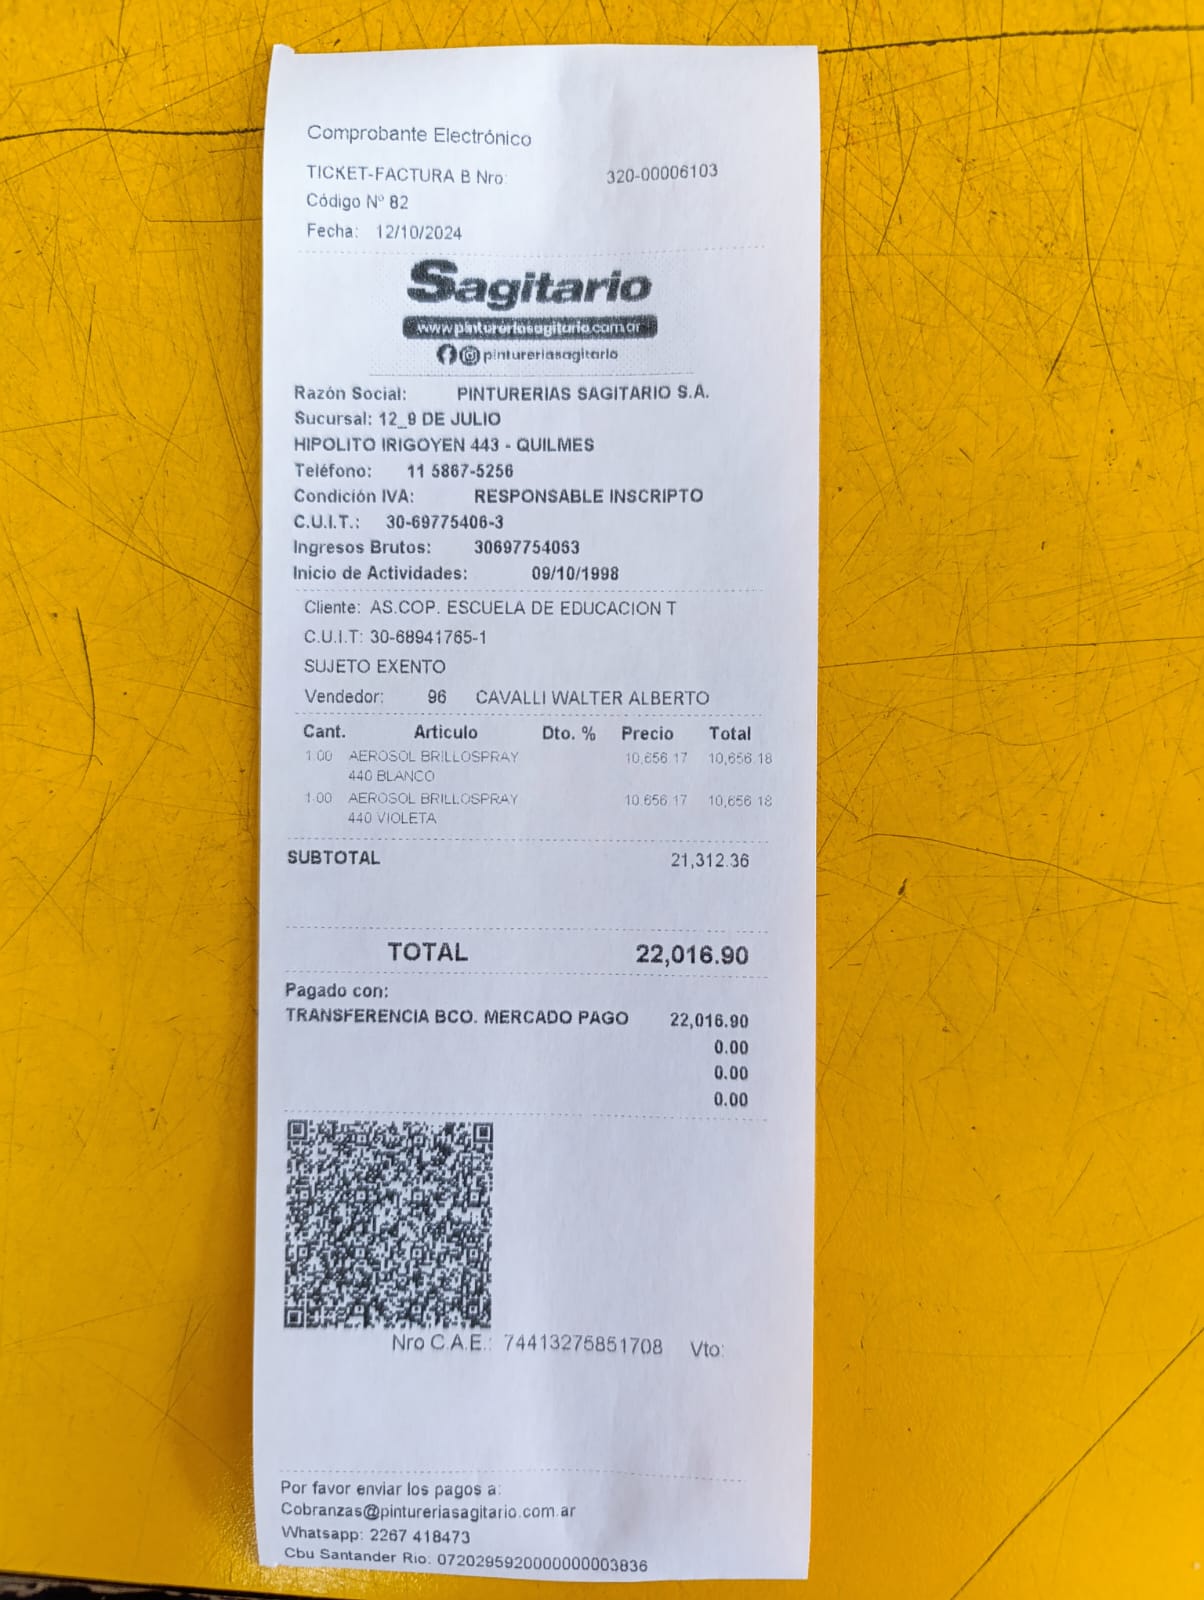 Comprobante Electrónico
TICKET-FACTURA B Nro: 320-00006103
Código Nº 82
Fecha: 12/10/2024
Sagitario
www.pintureriasagitario.com.ar
pintureriasagitario
Razón Social: PINTURERIAS SAGITARIO S.A.
Sucursal: 12_9 DE JULIO
HIPOLITO IRIGOYEN 443 - QUILMES
Teléfono: 11 5867-5256
Condición IVA: RESPONSABLE INSCRIPTO
C.U.I.T.: 30-69775406-3
Ingresos Brutos: 30697754063
Inicio de Actividades: 09/10/1998
Cliente: AS.COP. ESCUELA DE EDUCACION T
C.U.I.T: 30-68941765-1
SUJETO EXENTO
Vendedor: 96 CAVALLI WALTER ALBERTO
Cant. Articulo Dto. % Precio Total
1.00 AEROSOL BRILLOSPRAY 10,656.17 10,656.18
440 BLANCO
1.00 AEROSOL BRILLOSPRAY 10,656.17 10,656.18
440 VIOLETA
SUBTOTAL 21,312.36
TOTAL 22,016.90
Pagado con:
TRANSFERENCIA BCO. MERCADO PAGO 22,016.90
0.00
0.00
0.00
Nro C.A.E.: 74413275851708 Vto:
Por favor enviar los pagos a:
Cobranzas@pintureriasagitario.com.ar
Whatsapp: 2267 418473
Cbu Santander Rio: 0720295920000000003836